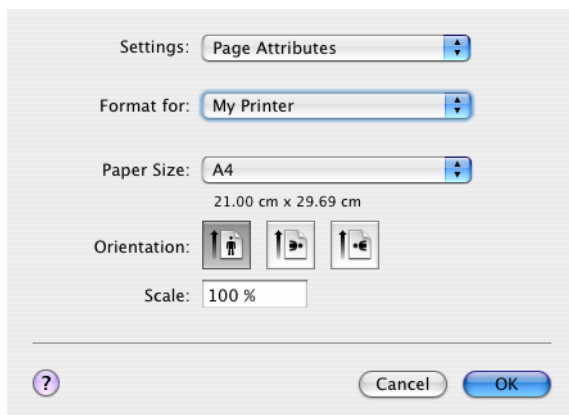 Settings: Page Attributes
Format for: My Printer
Paper Size: A4
21.00 cm x 29.69 cm
Orientation:
Scale: 100 %
? Cancel OK